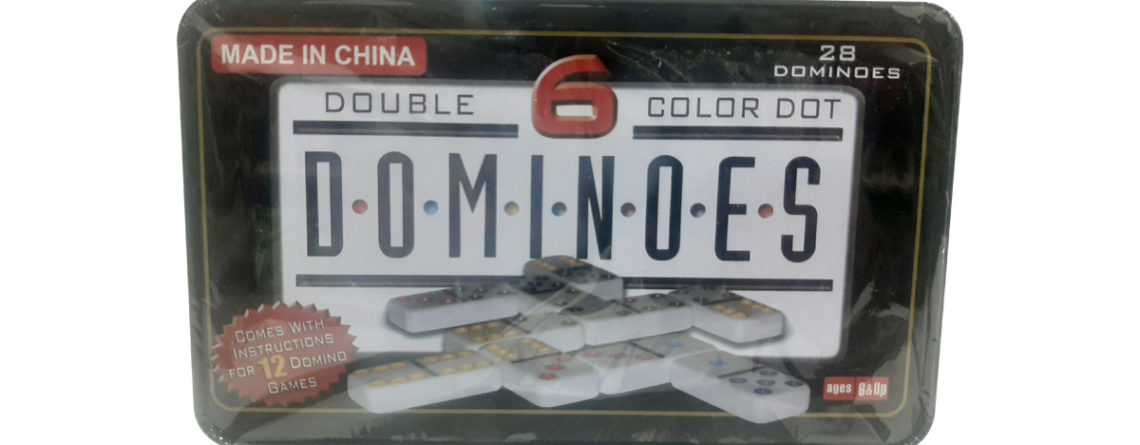 MADE IN CHINA
28
DOMINOES
DOUBLE 6 COLOR DOT
D•O•M•I•N•O•E•S
COMES WITH
INSTRUCTIONS
FOR 12 DOMINO
GAMES
ages 6&Up